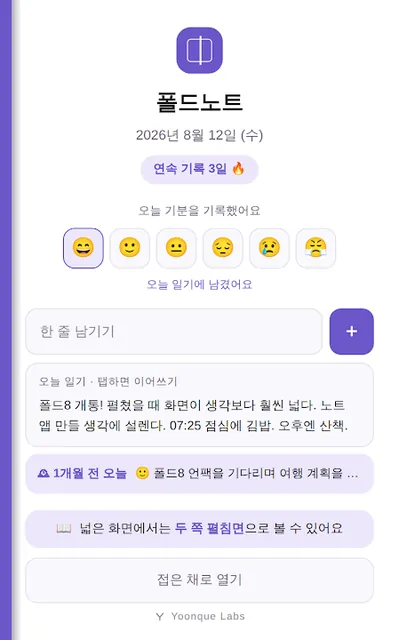 폴드노트
2026년 8월 12일 (수)
연속 기록 3일 🔥
오늘 기분을 기록했어요
😄 🙂 😐 😔 😢 😤
오늘 일기에 남겼어요
한 줄 남기기
+
오늘 일기 · 탭하면 이어쓰기
폴드8 개통! 펼쳤을 때 화면이 생각보다 훨씬 넓다. 노트
앱 만들 생각에 설렌다. 07:25 점심에 김밥. 오후엔 산책.
🕰 1개월 전 오늘 🙂 폴드8 언팩을 기다리며 여행 계획을 …
📖 넓은 화면에서는 두 쪽 펼침면으로 볼 수 있어요
접은 채로 열기
Yoonque Labs